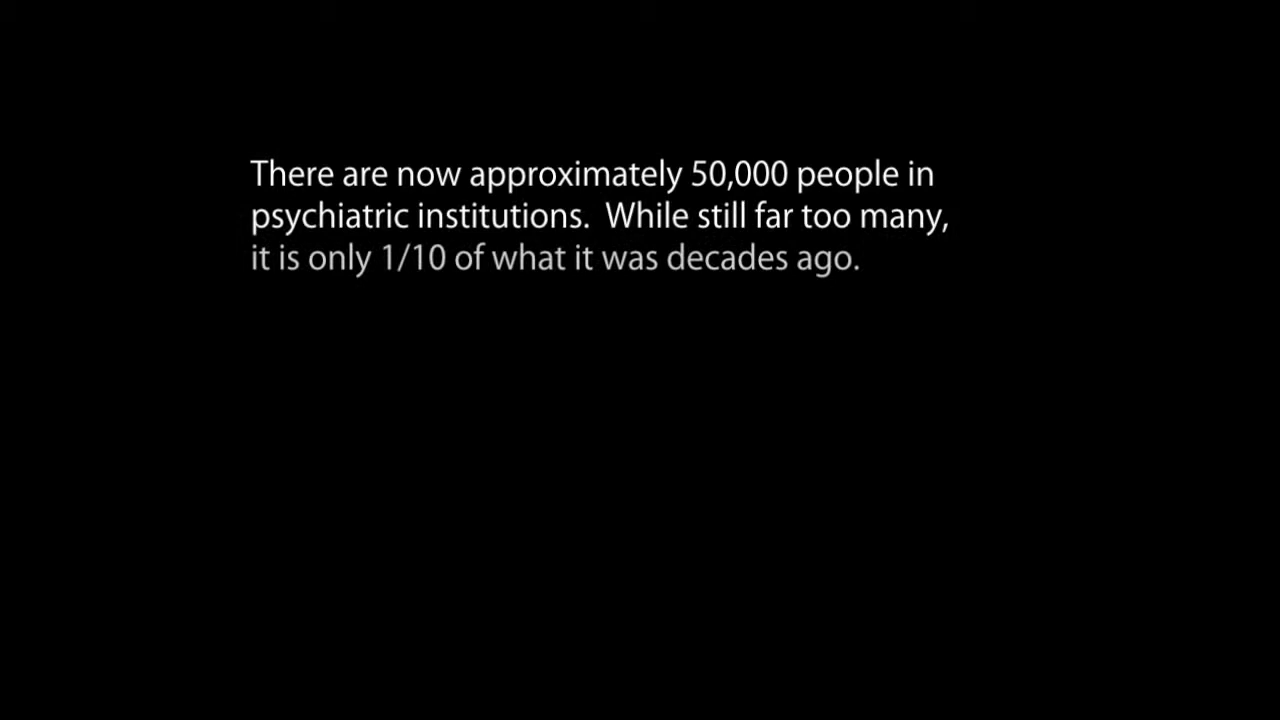 There are now approximately 50,000 people in
psychiatric institutions.  While still far too many,
it is only 1/10 of what it was decades ago.